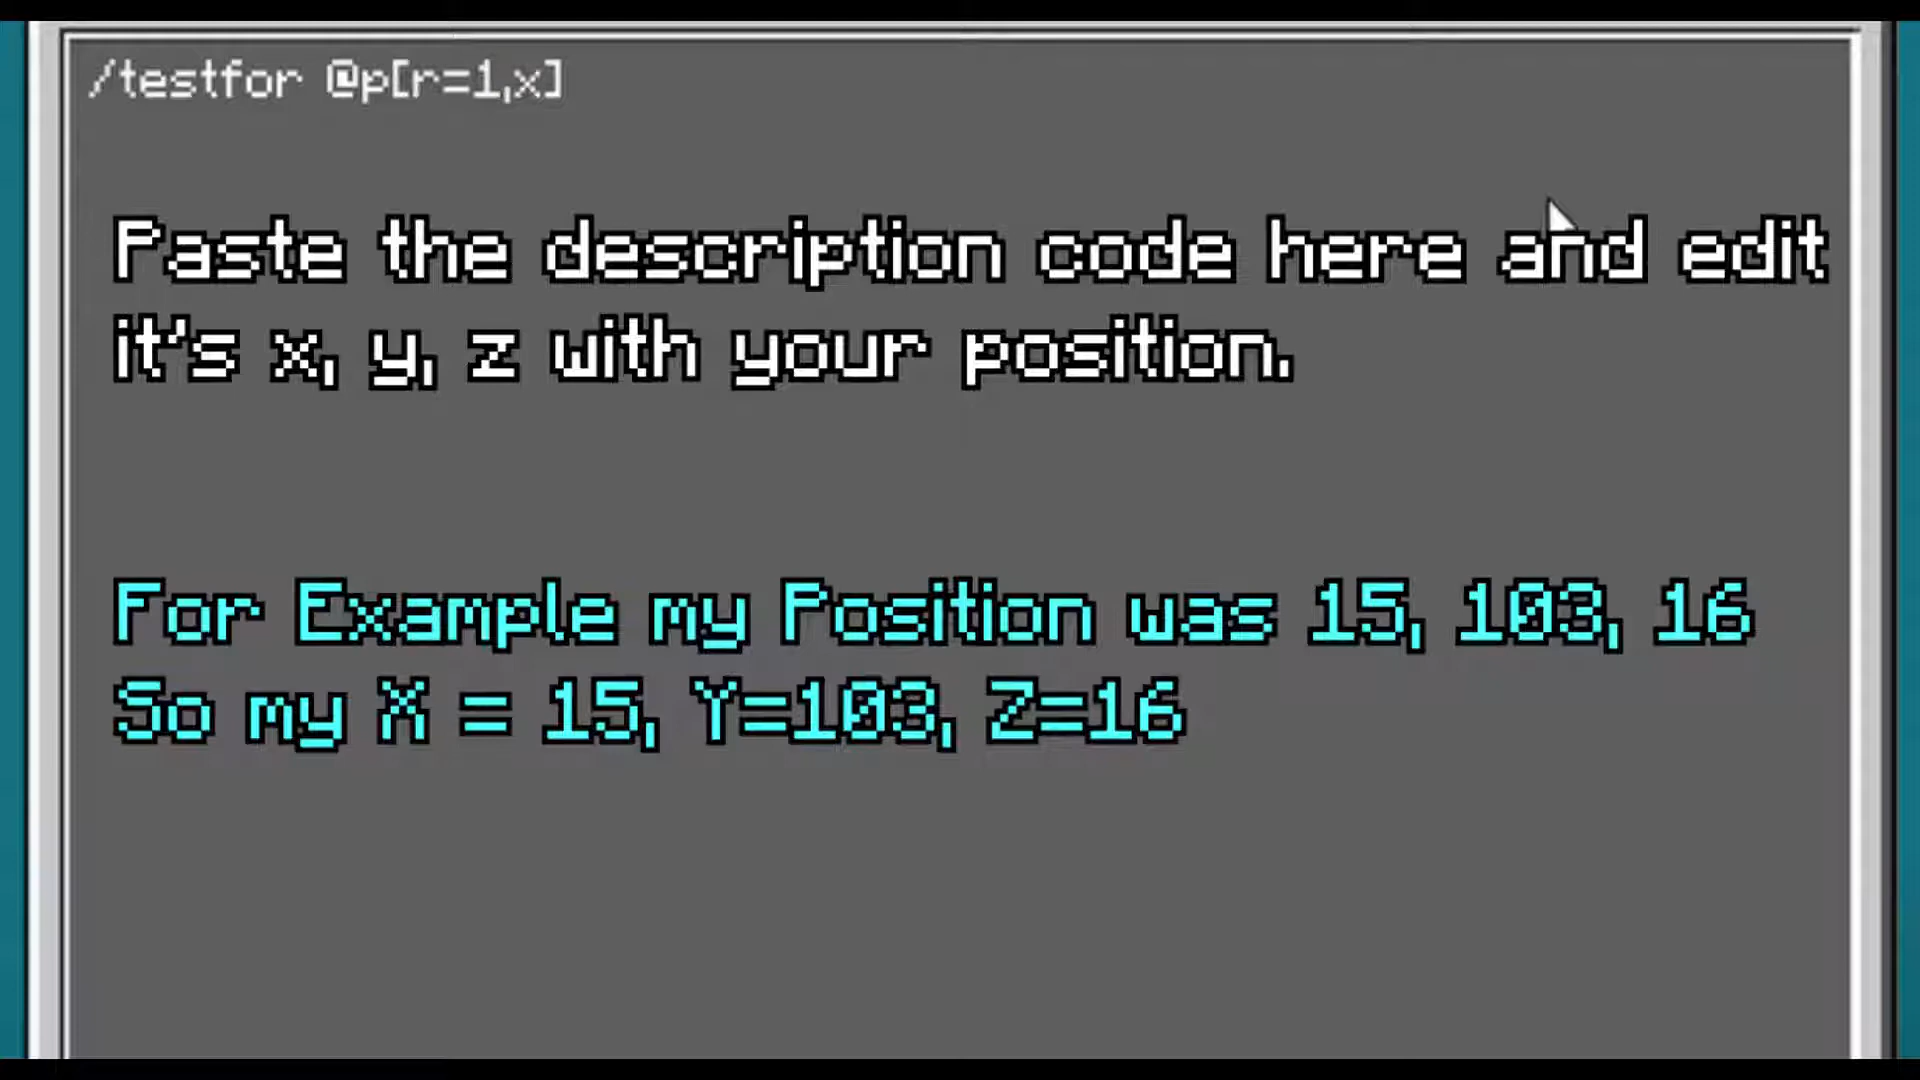 /testfor @p[r=1,x]
Paste the description code here and edit
it's x, y, z with your position.
For Example my Position was 15, 103, 16
So my X = 15, Y=103, Z=16